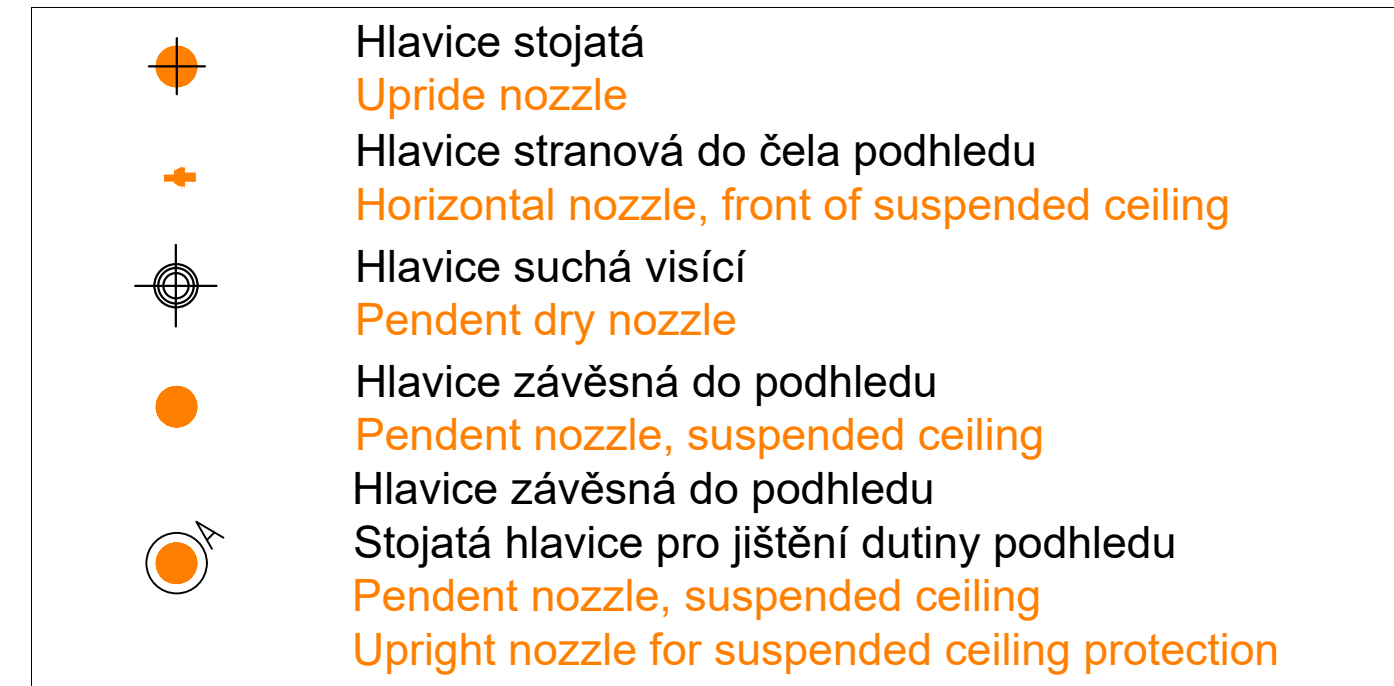 Hlavice stojatá
Upride nozzle
Hlavice stranová do čela podhledu
Horizontal nozzle, front of suspended ceiling
Hlavice suchá visící
Pendent dry nozzle
Hlavice závěsná do podhledu
Pendent nozzle, suspended ceiling
Hlavice závěsná do podhledu
A
Stojatá hlavice pro jištění dutiny podhledu
Pendent nozzle, suspended ceiling
Upright nozzle for suspended ceiling protection